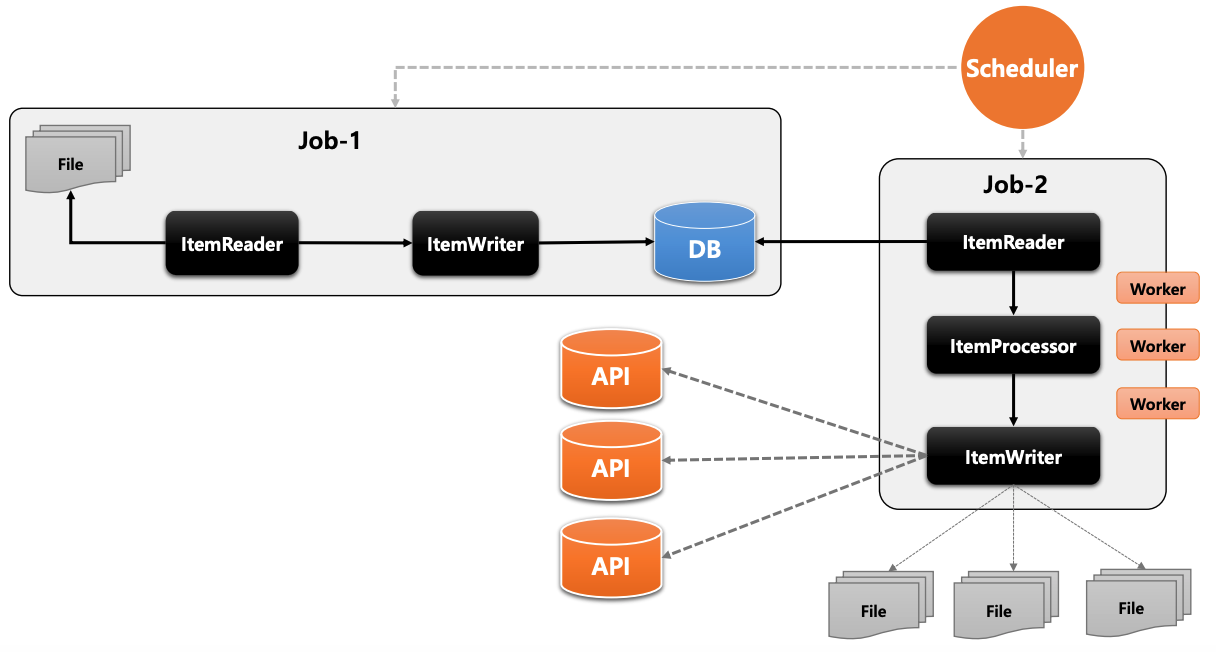 Scheduler
Job-1
File
ItemReader
ItemWriter
DB
Job-2
ItemReader
Worker
ItemProcessor
Worker
Worker
ItemWriter
API
API
API
File
File
File